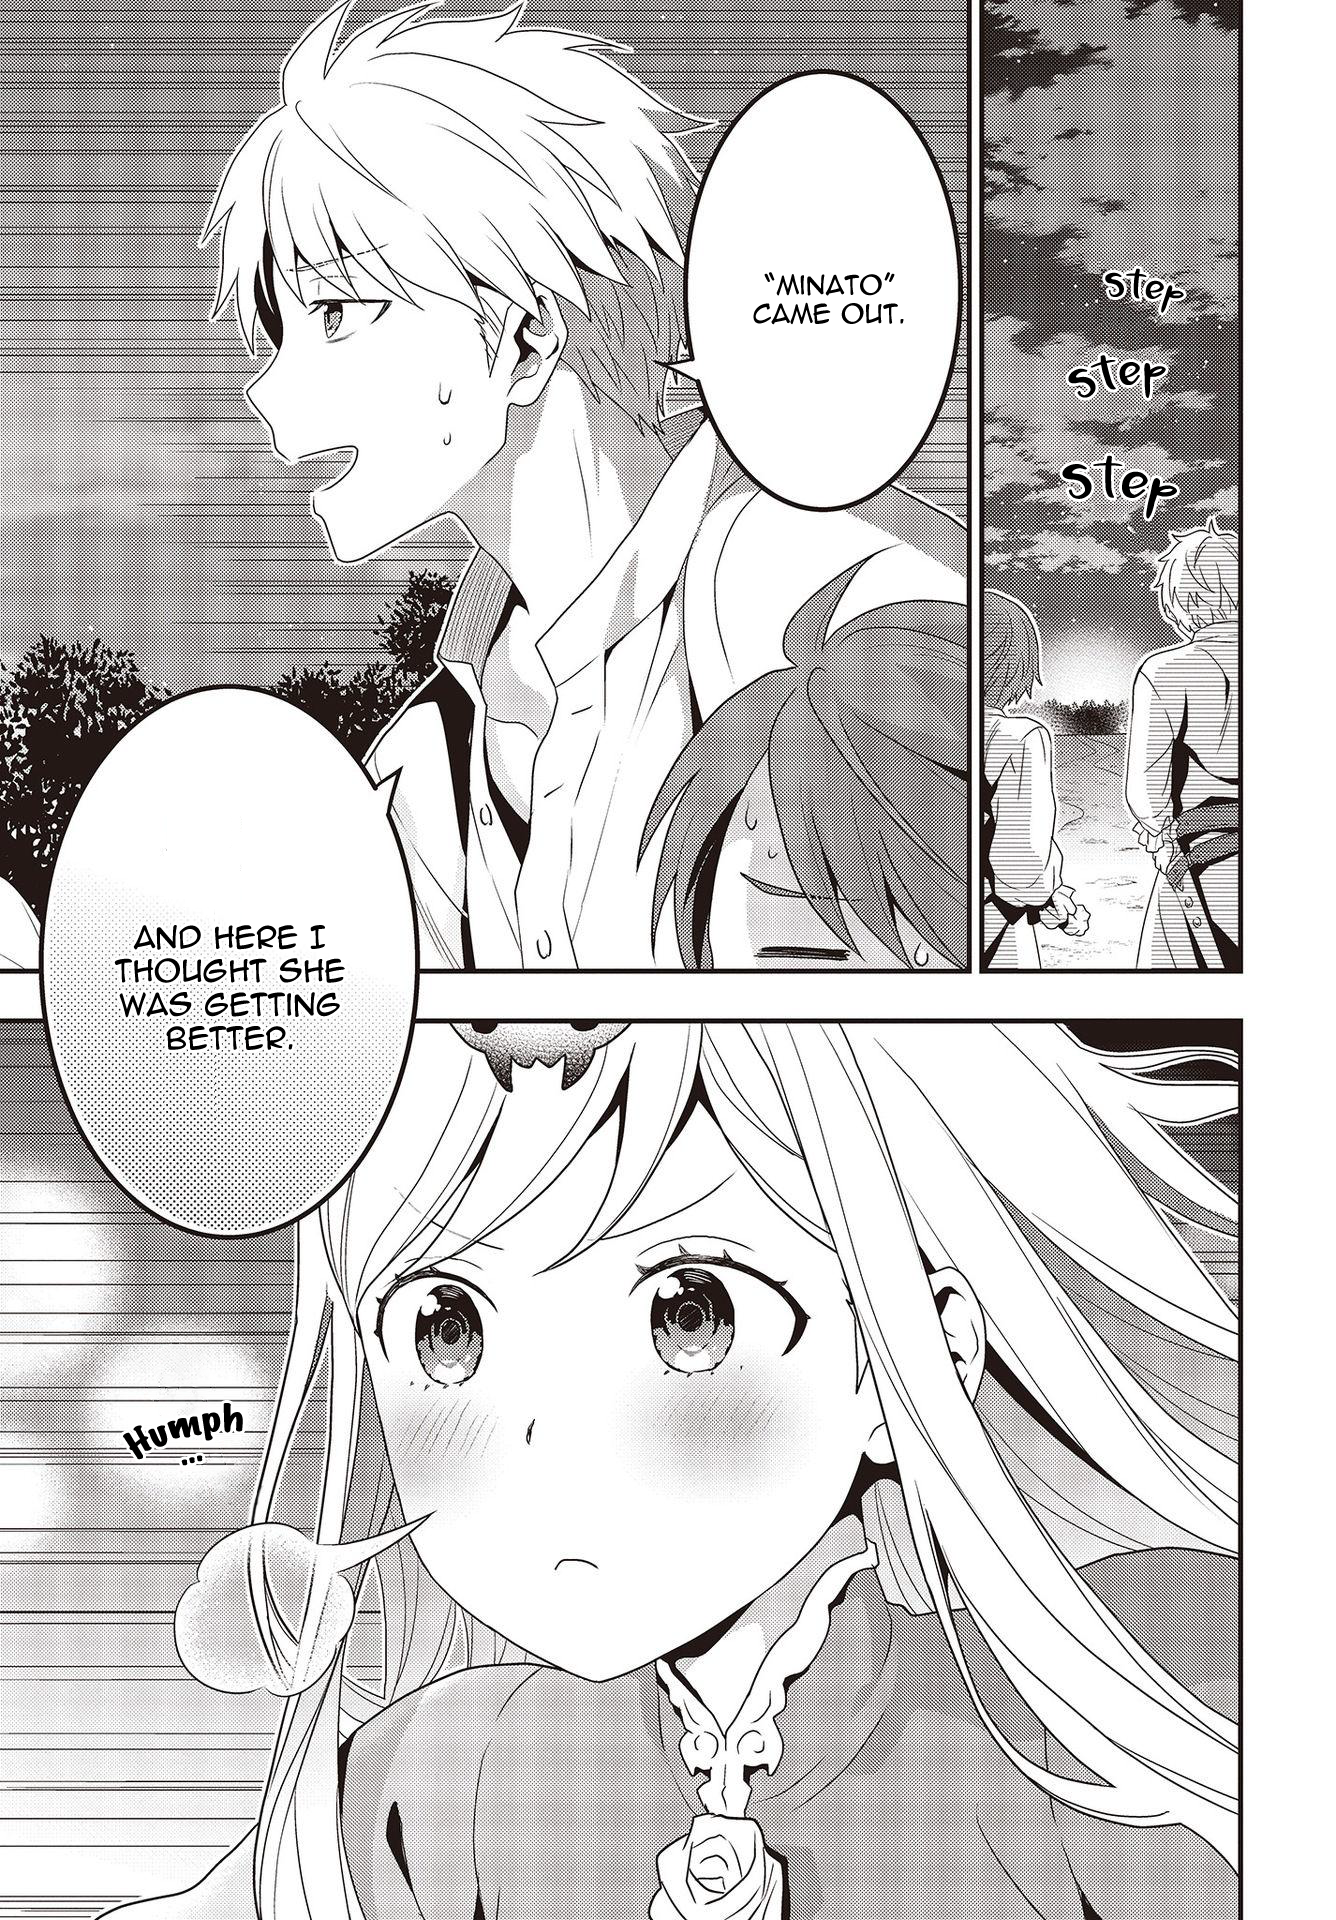 step
step
step
"MINATO"
CAME OUT.
AND HERE I
THOUGHT SHE
WAS GETTING
BETTER.
Humph
...